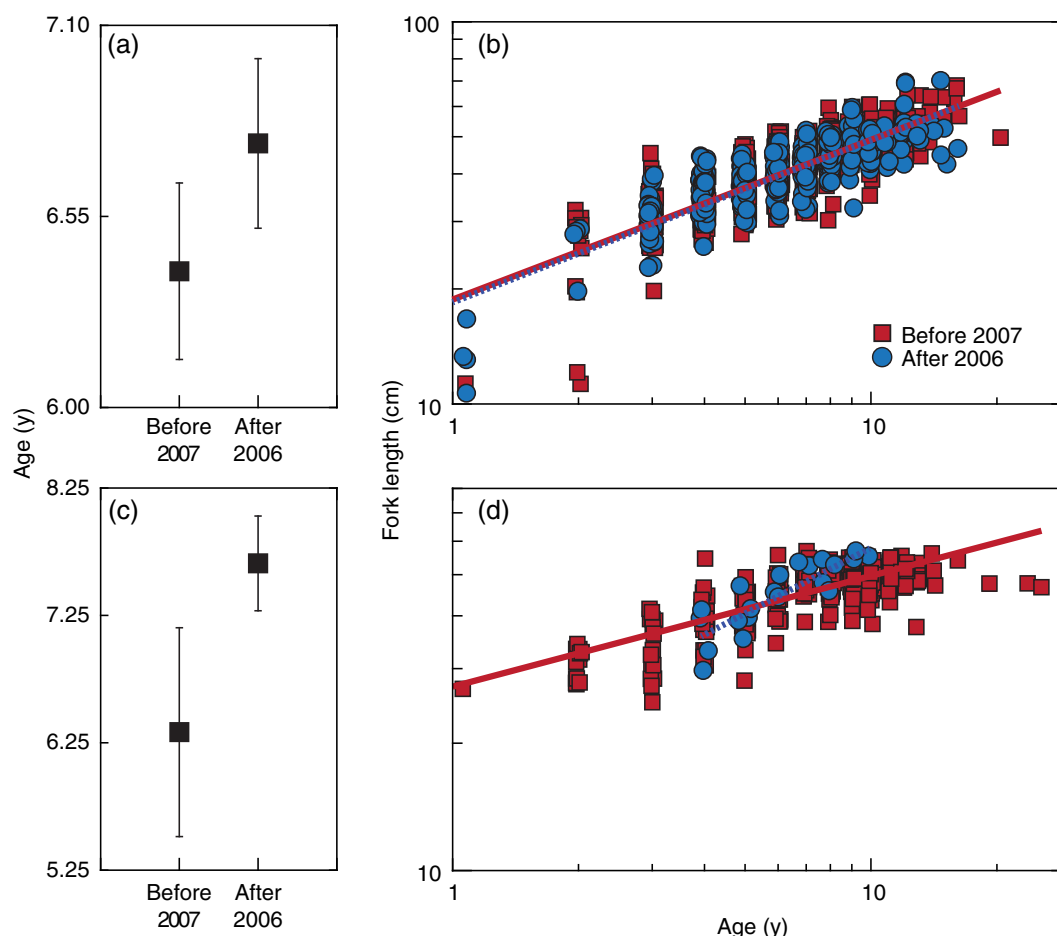 (a)
7.10
6.55
6.00
Before
2007
After
2006
Age (y)
(b)
100
10
1
10
Before 2007
After 2006
Fork length (cm)
(c)
8.25
7.25
6.25
5.25
Before
2007
After
2006
(d)
10
1
10
Age (y)